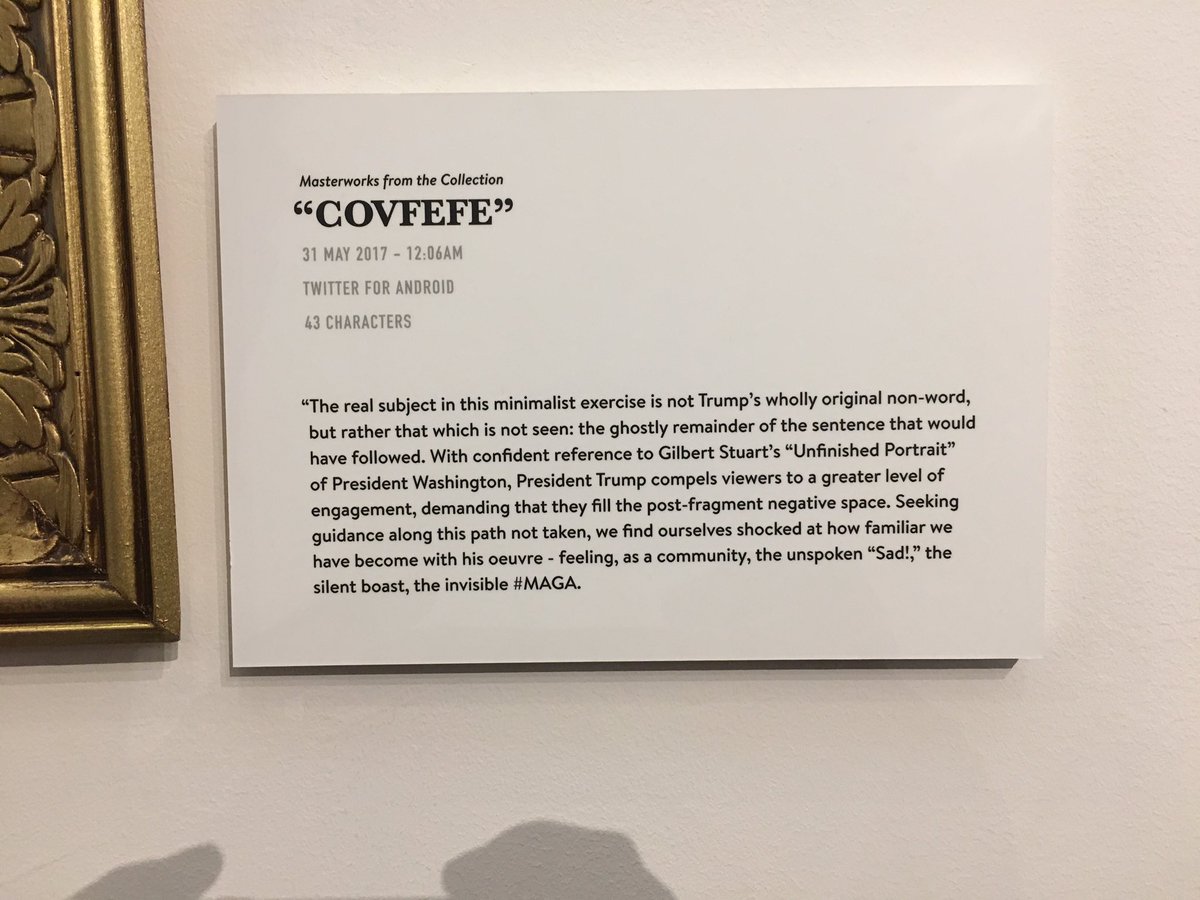 Masterworks from the Collection
“COVFEFE”
31 MAY 2017 – 12:06AM
TWITTER FOR ANDROID
43 CHARACTERS
“The real subject in this minimalist exercise is not Trump’s wholly original non-word,
but rather that which is not seen: the ghostly remainder of the sentence that would
have followed. With confident reference to Gilbert Stuart’s “Unfinished Portrait”
of President Washington, President Trump compels viewers to a greater level of
engagement, demanding that they fill the post-fragment negative space. Seeking
guidance along this path not taken, we find ourselves shocked at how familiar we
have become with his oeuvre - feeling, as a community, the unspoken “Sad!,” the
silent boast, the invisible #MAGA.